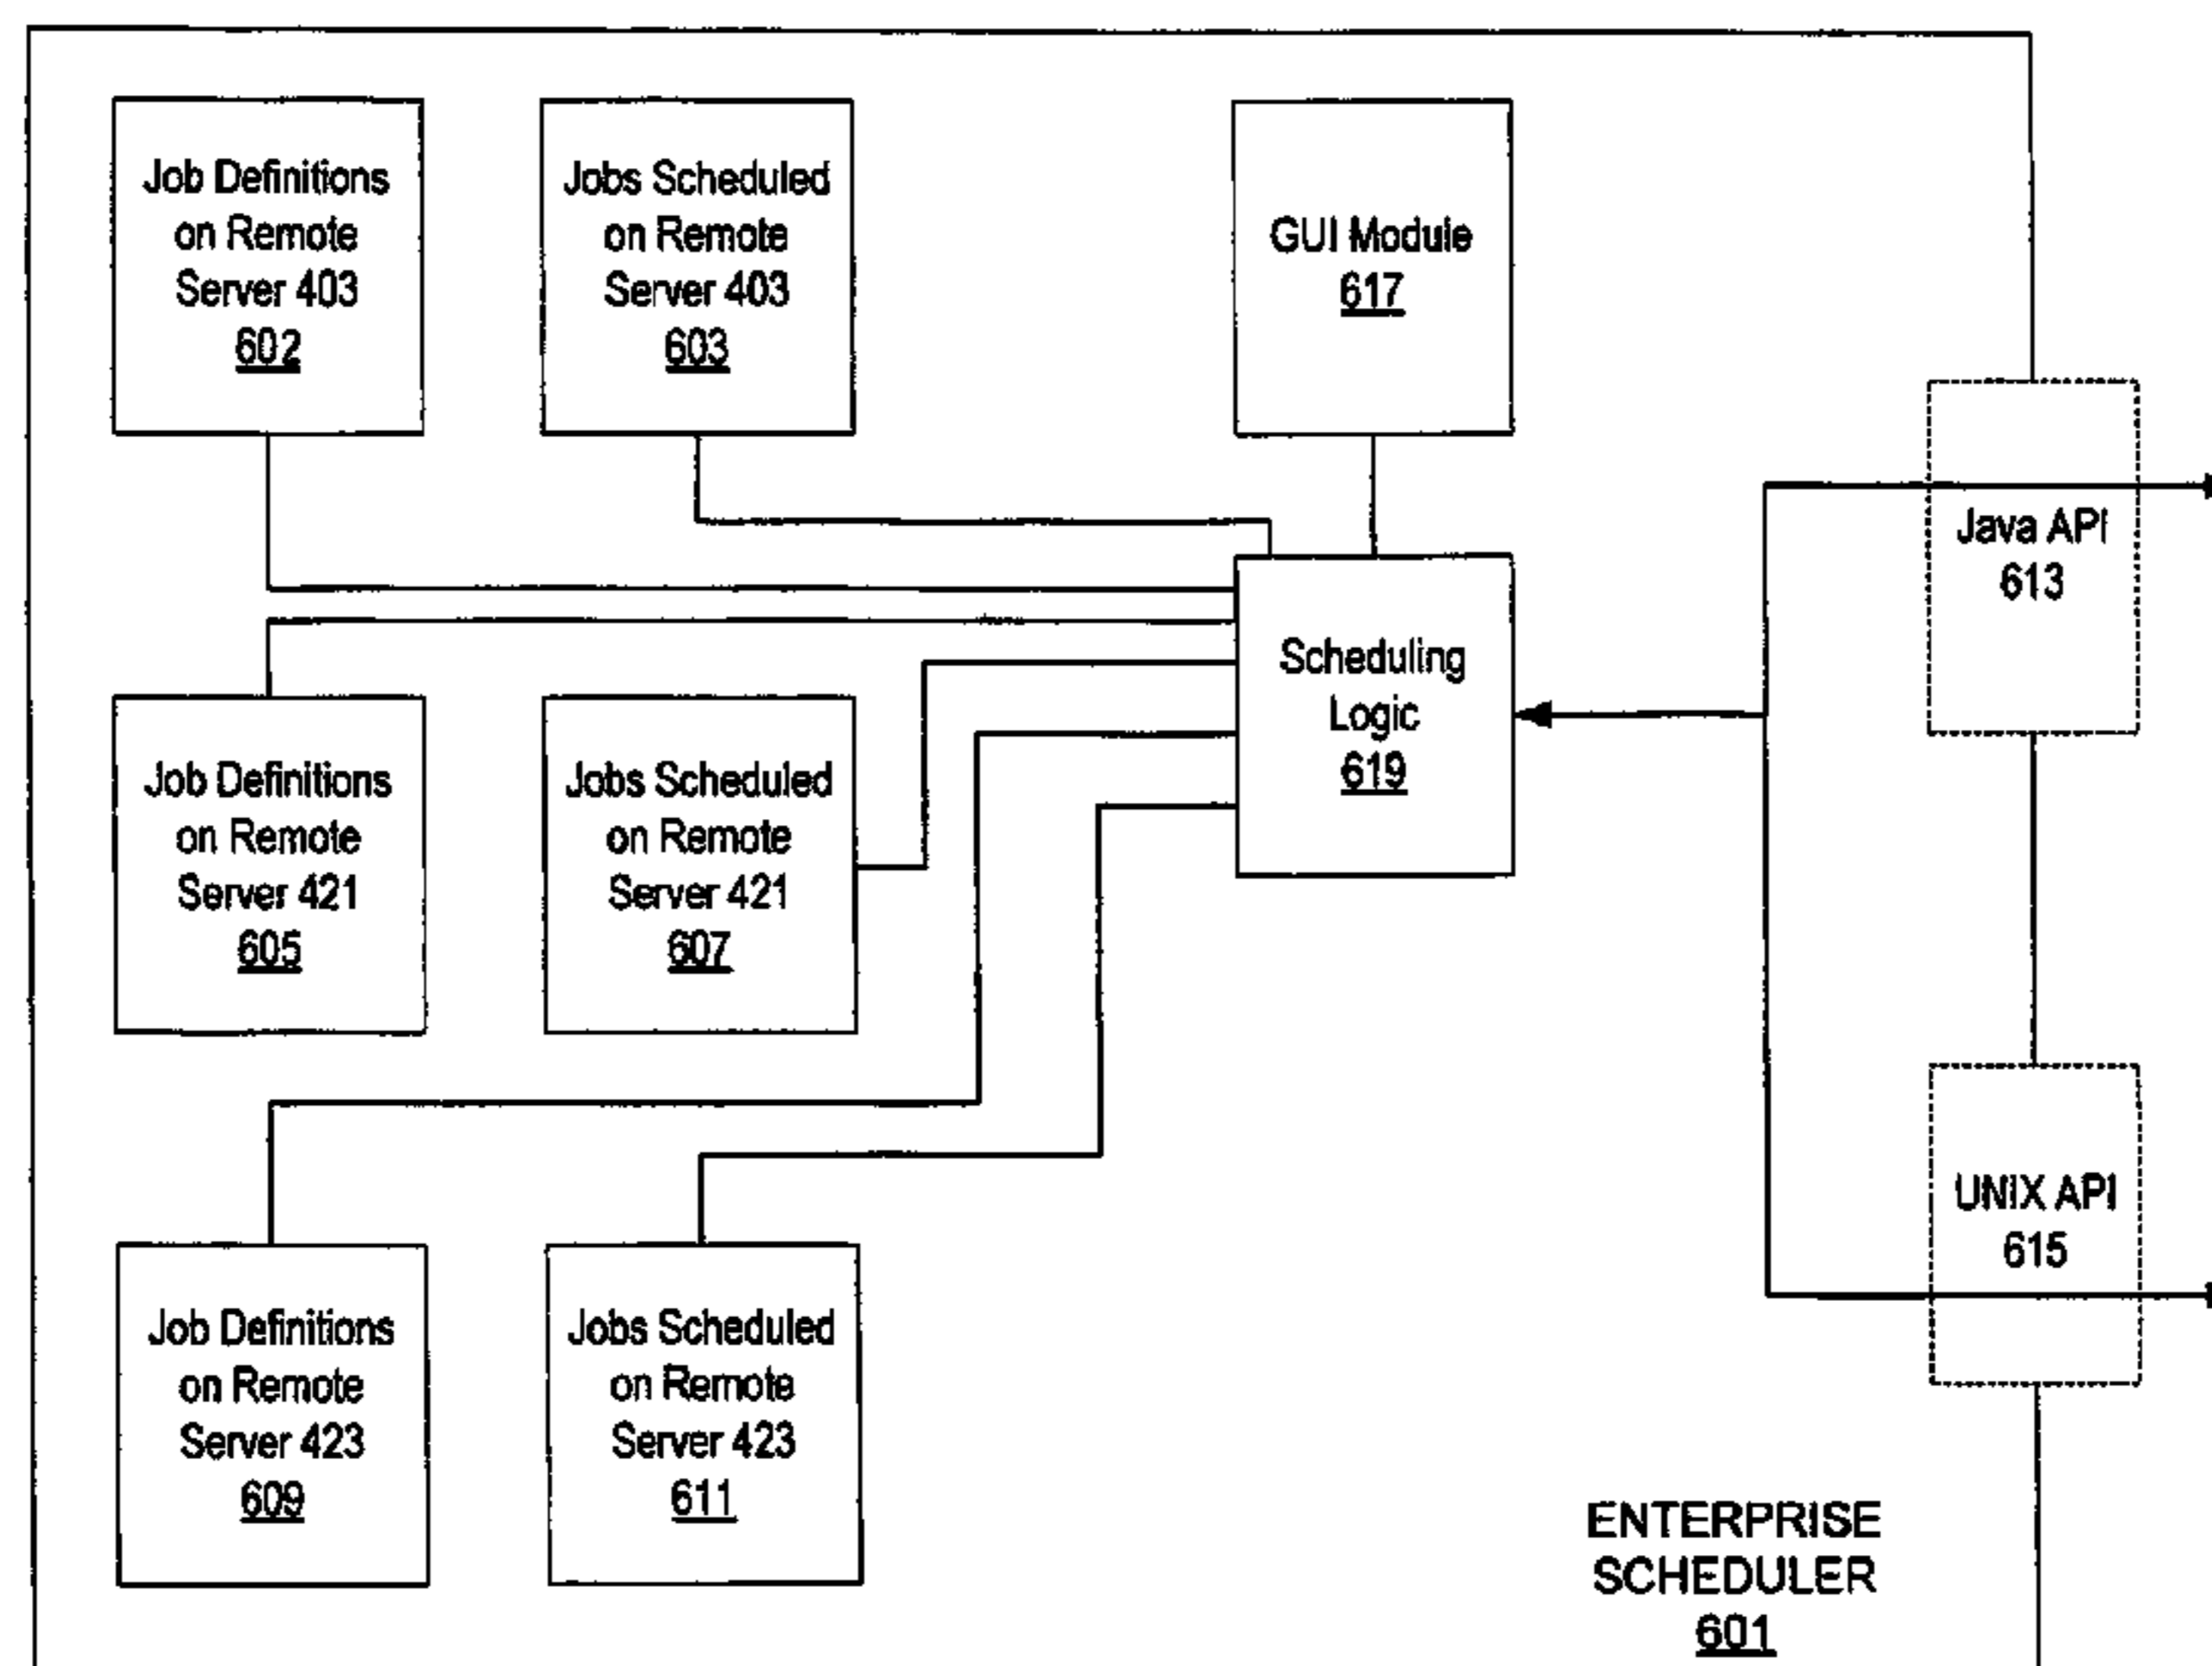 Job Definitions
on Remote
Server 403
602
Jobs Scheduled
on Remote
Server 403
603
GUI Module
617
Java API
613
Scheduling
Logic
619
Job Definitions
on Remote
Server 421
605
Jobs Scheduled
on Remote
Server 421
607
UNIX API
615
Job Definitions
on Remote
Server 423
609
Jobs Scheduled
on Remote
Server 423
611
ENTERPRISE
SCHEDULER
601